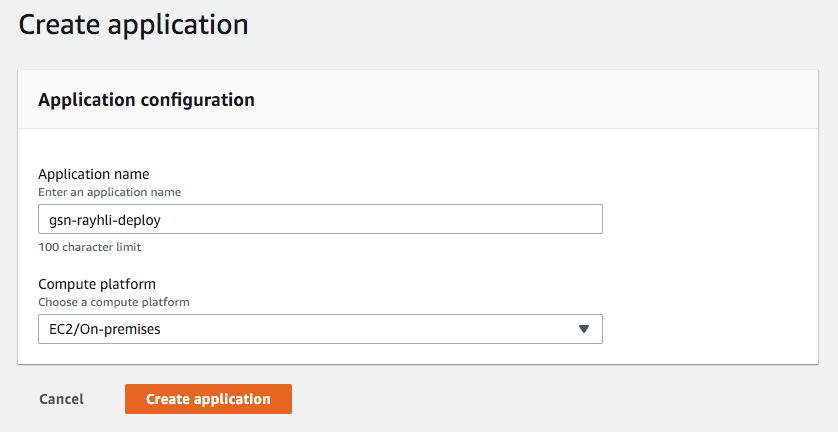 Create application
Application configuration
Application name
Enter an application name
gsn-rayhli-deploy
100 character limit
Compute platform
Choose a compute platform
EC2/On-premises
Cancel
Create application